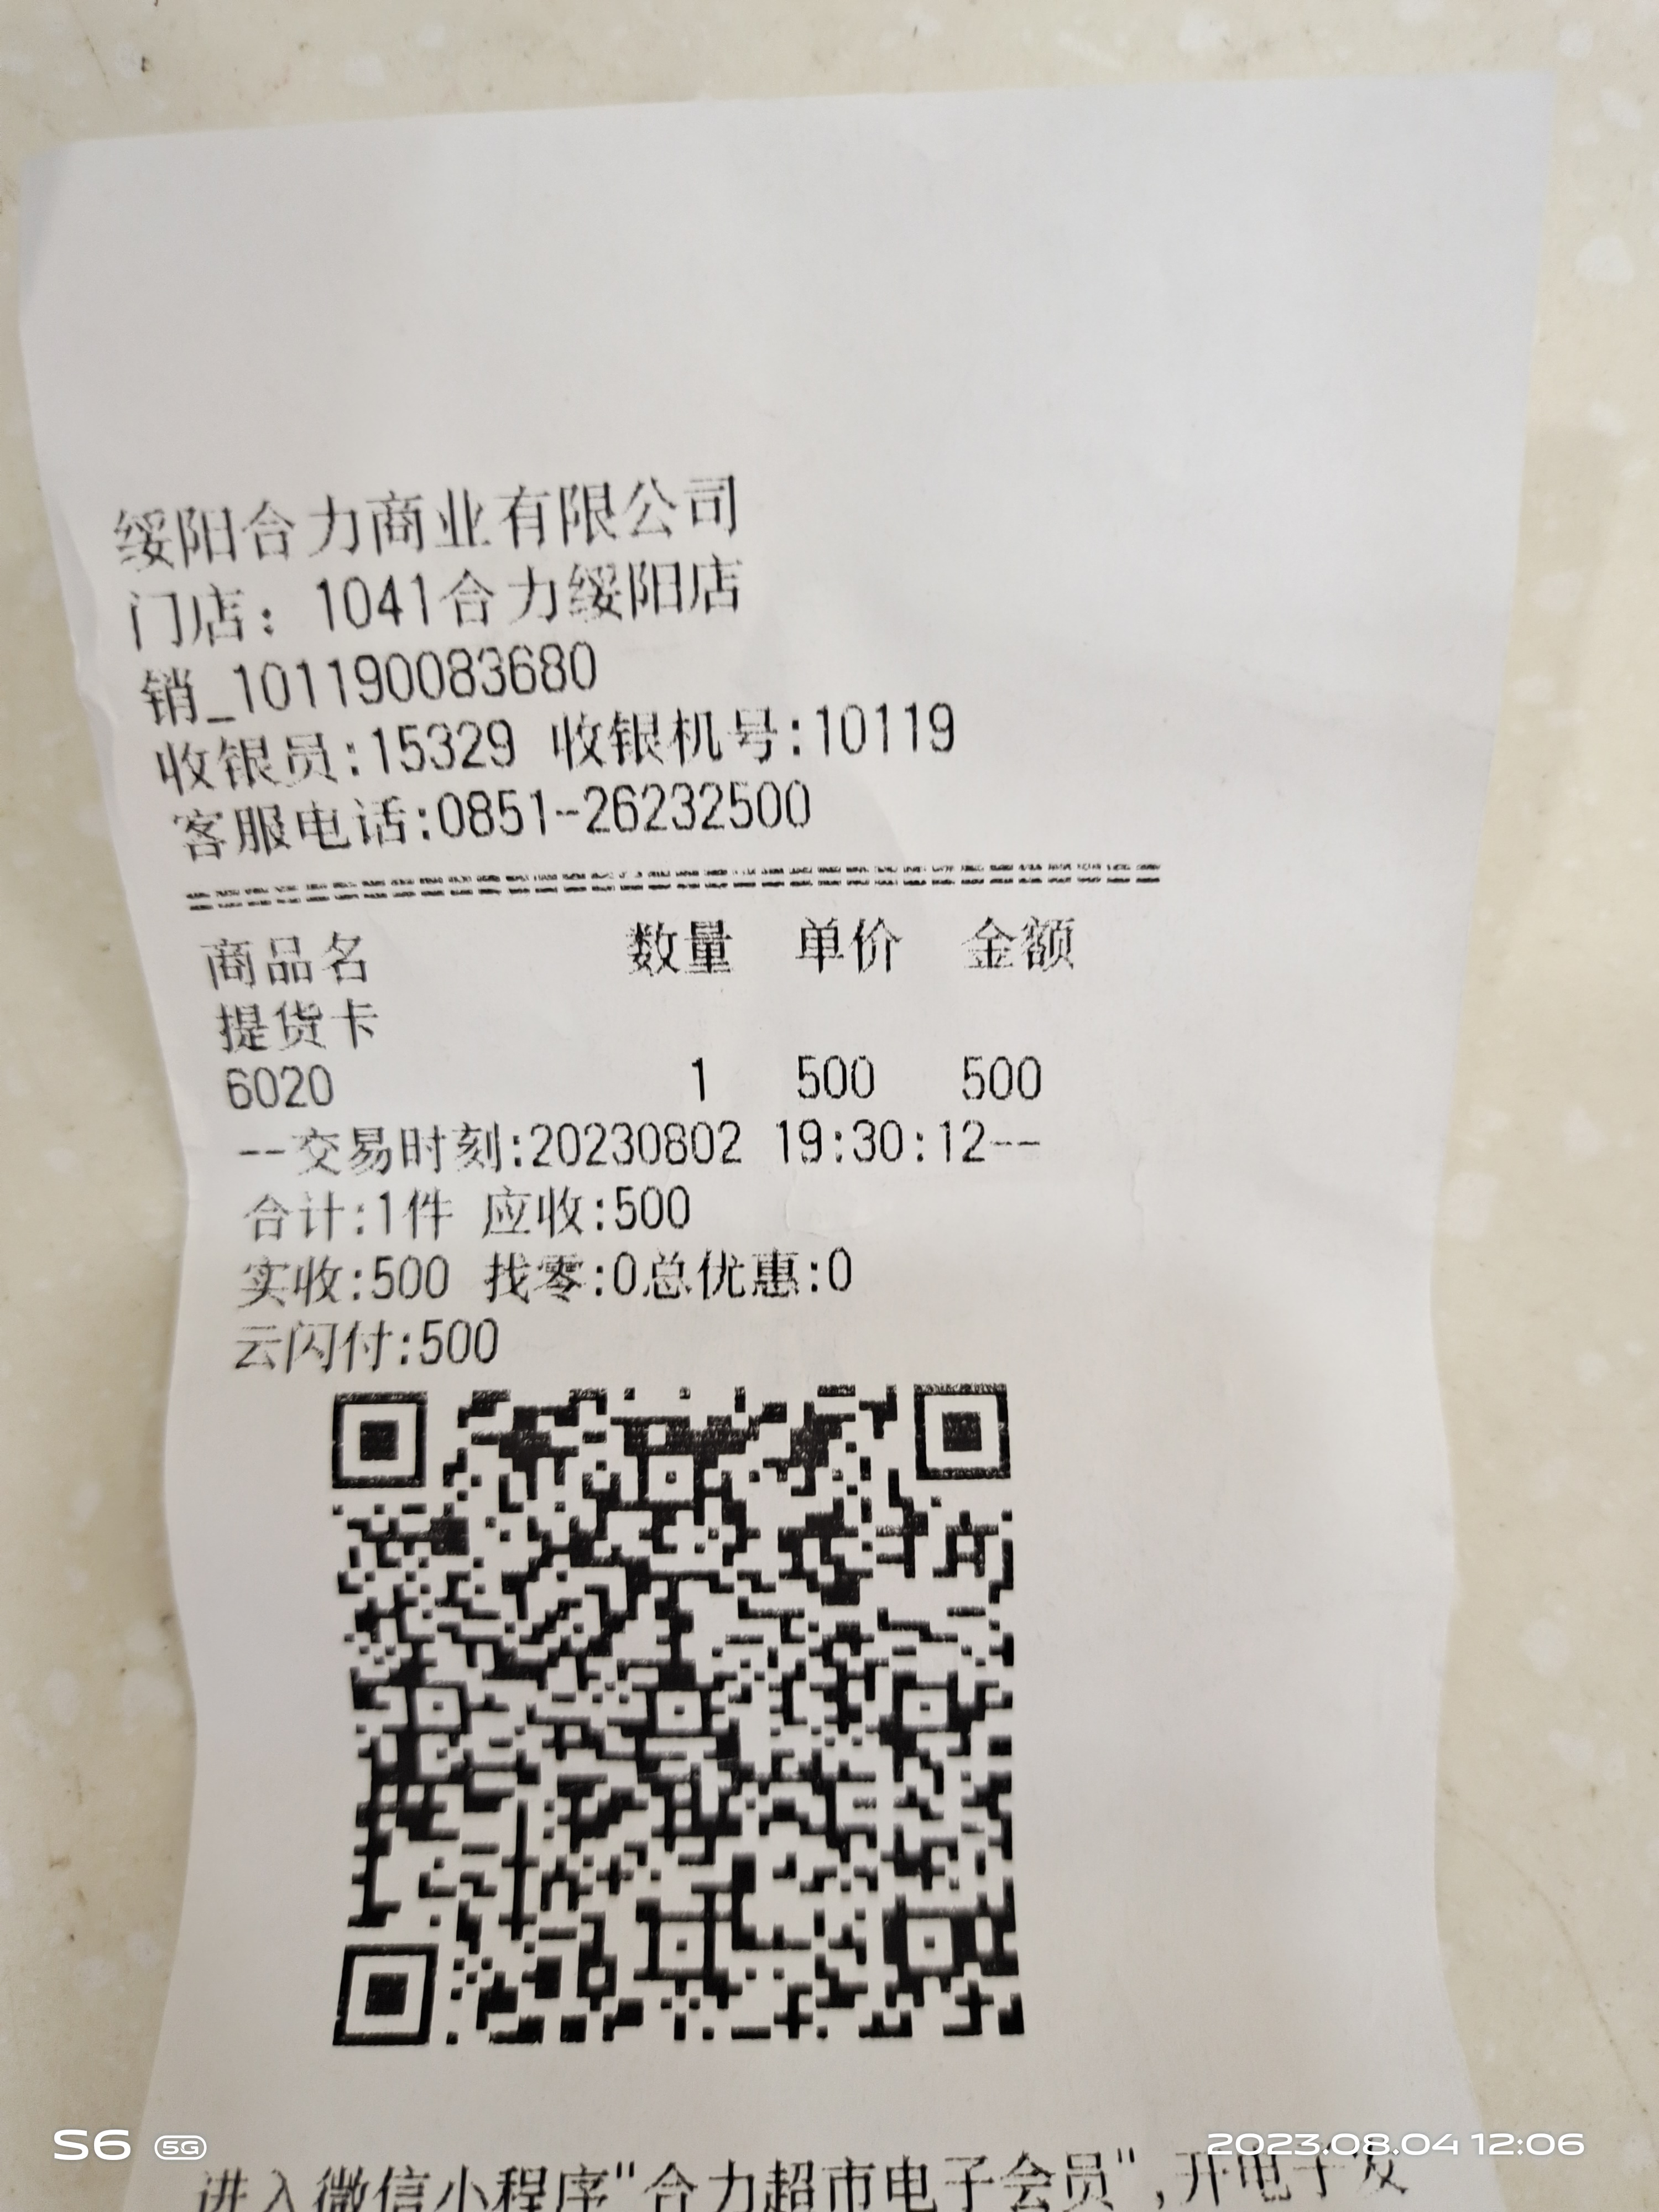 绥阳合力商业有限公司
门店：1041合力绥阳店
销_101190083680
收银员:15329 收银机号:10119
客服电话:0851-26232500
商品名 数量 单价 金额
提货卡
6020 1 500 500
--交易时刻:20230802 19:30:12--
合计:1件 应收:500
实收:500 找零:0总优惠:0
云闪付:500
进入微信小程序"合力超市电子会员",开电子发
S6 5G
2023.08.04 12:06